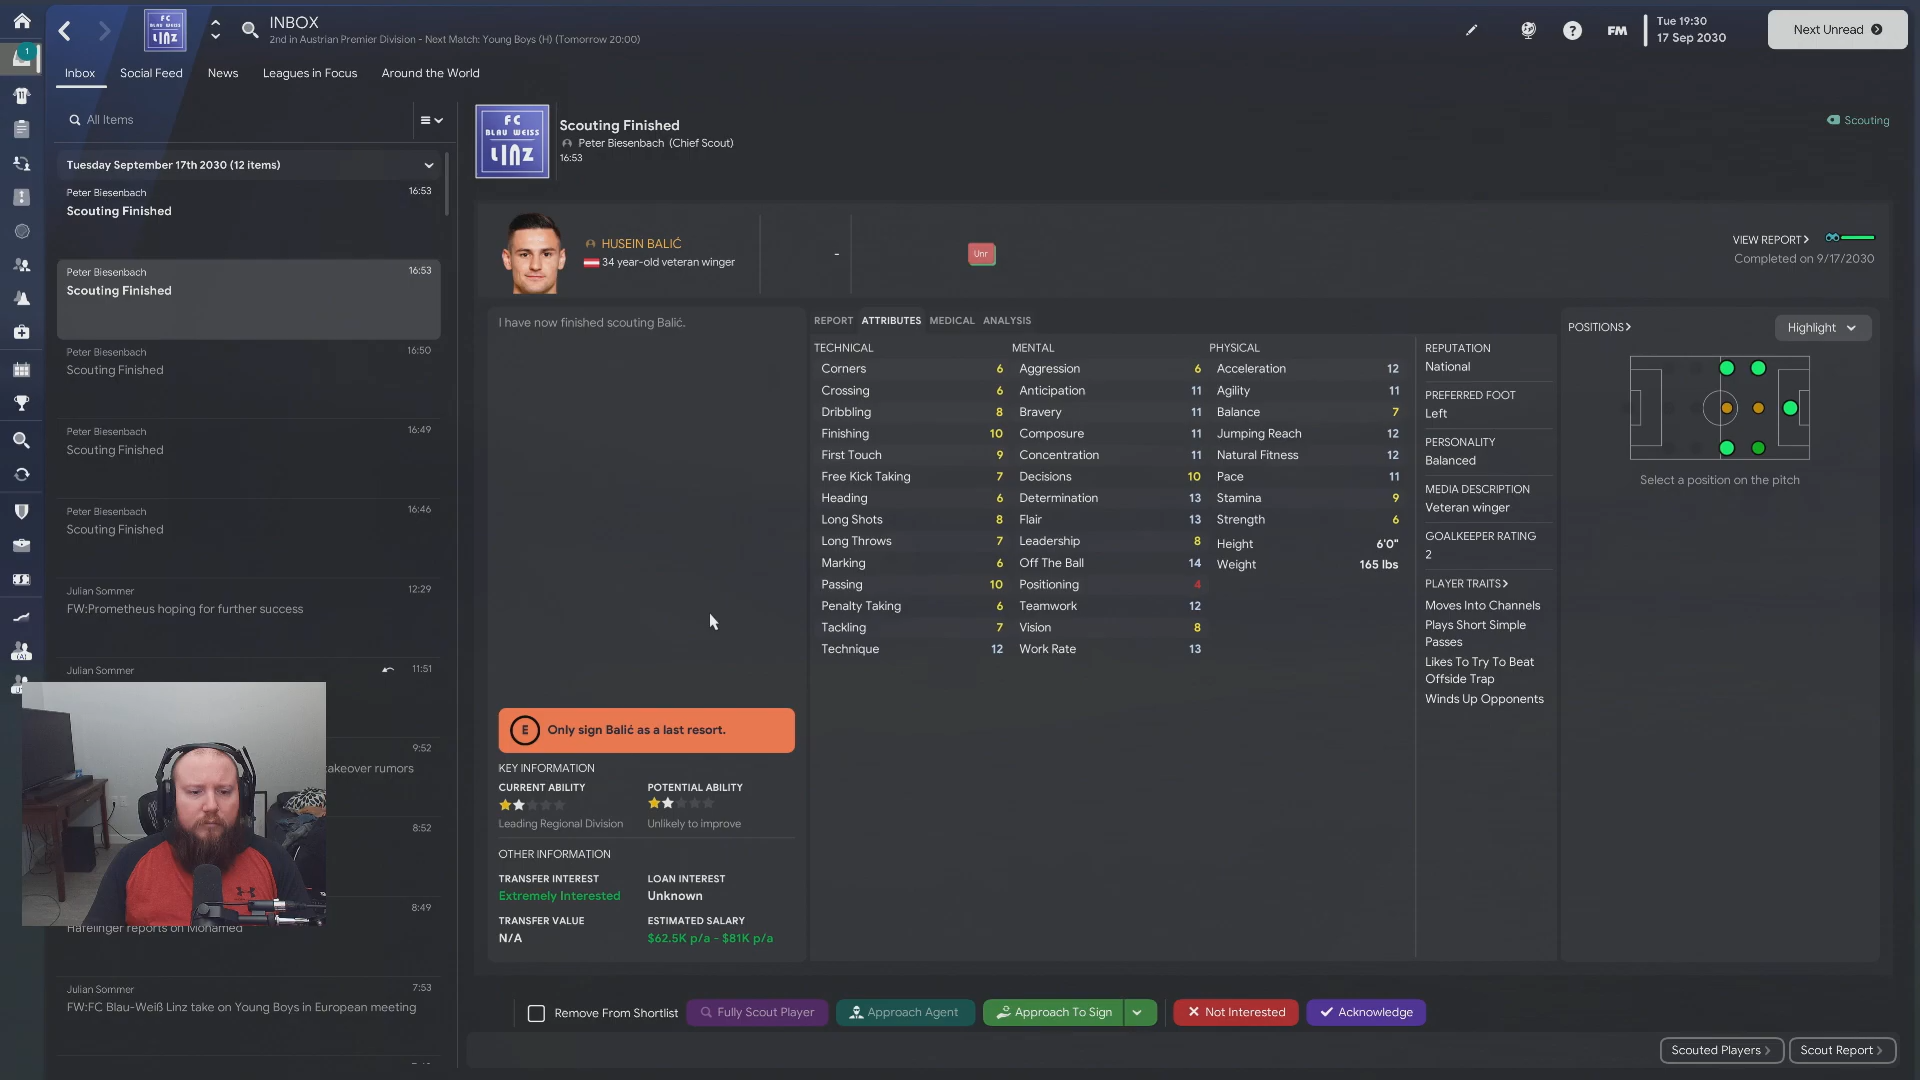 FC
BLAU WEISS
LINZ
INBOX
2nd in Austrian Premier Division - Next Match: Young Boys (H) (Tomorrow 20:00)
FM
Tue 19:30
17 Sep 2030
Next Unread
1
Inbox
Social Feed
News
Leagues in Focus
Around the World
All Items
Tuesday September 17th 2030 (12 items)
Peter Biesenbach 16:53
Scouting Finished
Peter Biesenbach 16:53
Scouting Finished
Peter Biesenbach 16:50
Scouting Finished
Peter Biesenbach 16:49
Scouting Finished
Peter Biesenbach 16:46
Scouting Finished
Julian Sommer 12:29
FW:Prometheus hoping for further success
Julian Sommer 11:51
9:52
takeover rumors
8:52
8:49
Harelinger reports on Mohamed
Julian Sommer 7:53
FW:FC Blau-Weiß Linz take on Young Boys in European meeting
FC
BLAU WEISS
LINZ
Scouting Finished
Peter Biesenbach (Chief Scout)
16:53
Scouting
HUSEIN BALIĆ
34 year-old veteran winger
-
Unr
VIEW REPORT>
Completed on 9/17/2030
I have now finished scouting Balić.
E Only sign Balić as a last resort.
KEY INFORMATION
CURRENT ABILITY POTENTIAL ABILITY
Leading Regional Division Unlikely to improve
OTHER INFORMATION
TRANSFER INTEREST LOAN INTEREST
Extremely Interested Unknown
TRANSFER VALUE ESTIMATED SALARY
N/A $62.5K p/a - $81K p/a
REPORT ATTRIBUTES MEDICAL ANALYSIS
TECHNICAL MENTAL PHYSICAL
Corners 6 Aggression 6 Acceleration 12
Crossing 6 Anticipation 11 Agility 11
Dribbling 8 Bravery 11 Balance 7
Finishing 10 Composure 11 Jumping Reach 12
First Touch 9 Concentration 11 Natural Fitness 12
Free Kick Taking 7 Decisions 10 Pace 11
Heading 6 Determination 13 Stamina 9
Long Shots 8 Flair 13 Strength 6
Long Throws 7 Leadership 8 Height 6'0"
Marking 6 Off The Ball 14 Weight 165 lbs
Passing 10 Positioning 4
Penalty Taking 6 Teamwork 12
Tackling 7 Vision 8
Technique 12 Work Rate 13
REPUTATION
National
PREFERRED FOOT
Left
PERSONALITY
Balanced
MEDIA DESCRIPTION
Veteran winger
GOALKEEPER RATING
2
PLAYER TRAITS>
Moves Into Channels
Plays Short Simple
Passes
Likes To Try To Beat
Offside Trap
Winds Up Opponents
POSITIONS>
Highlight
Select a position on the pitch
Remove From Shortlist
Fully Scout Player
Approach Agent
Approach To Sign
Not Interested
Acknowledge
Scouted Players >
Scout Report >